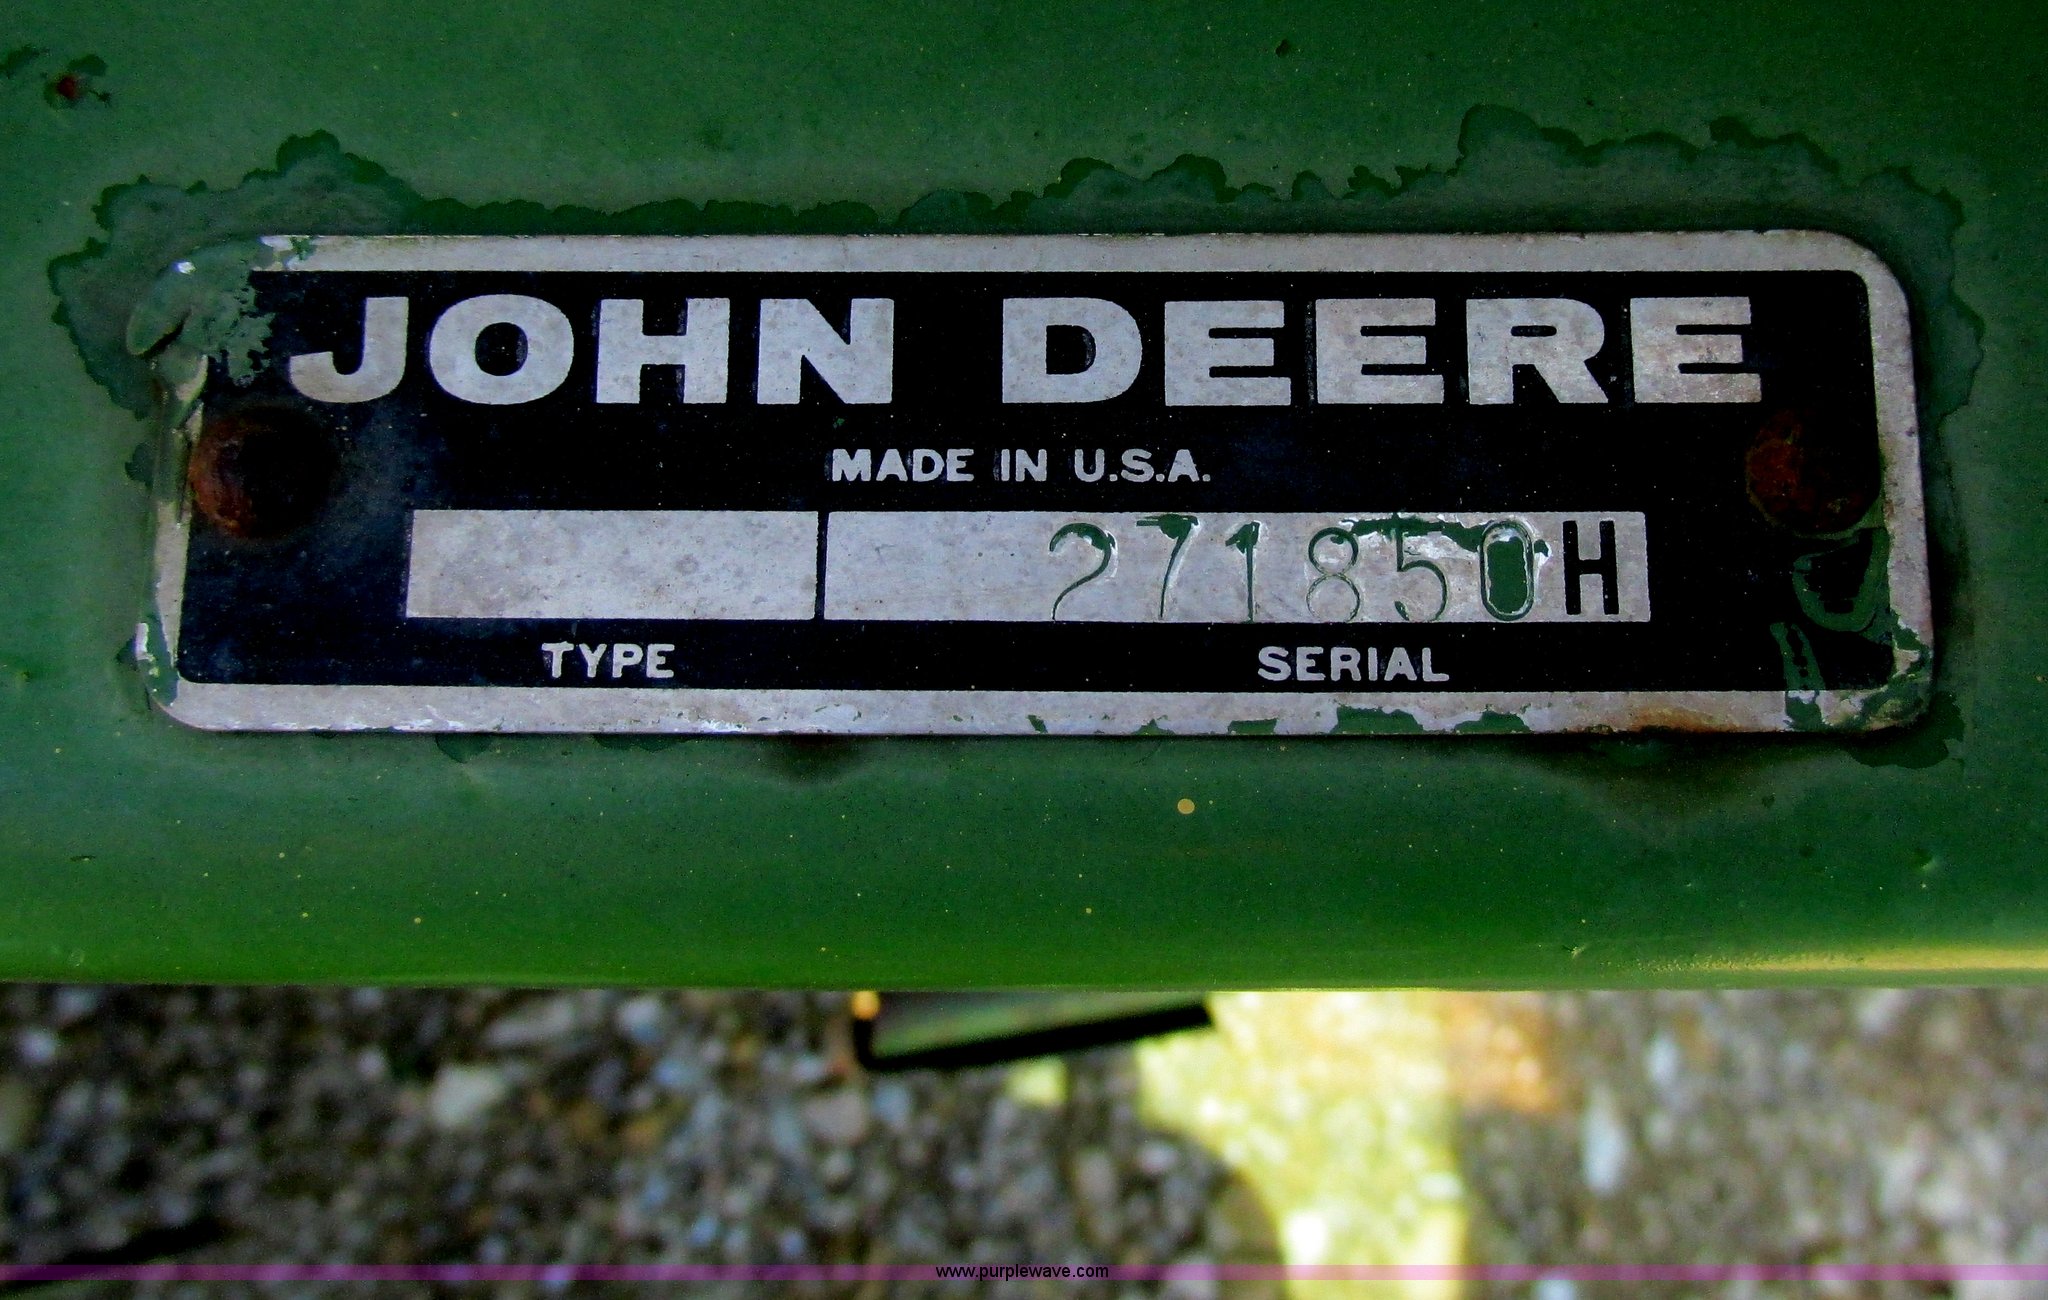 JOHN DEERE
MADE IN U.S.A.
271850H
TYPE SERIAL
www.purplewave.com